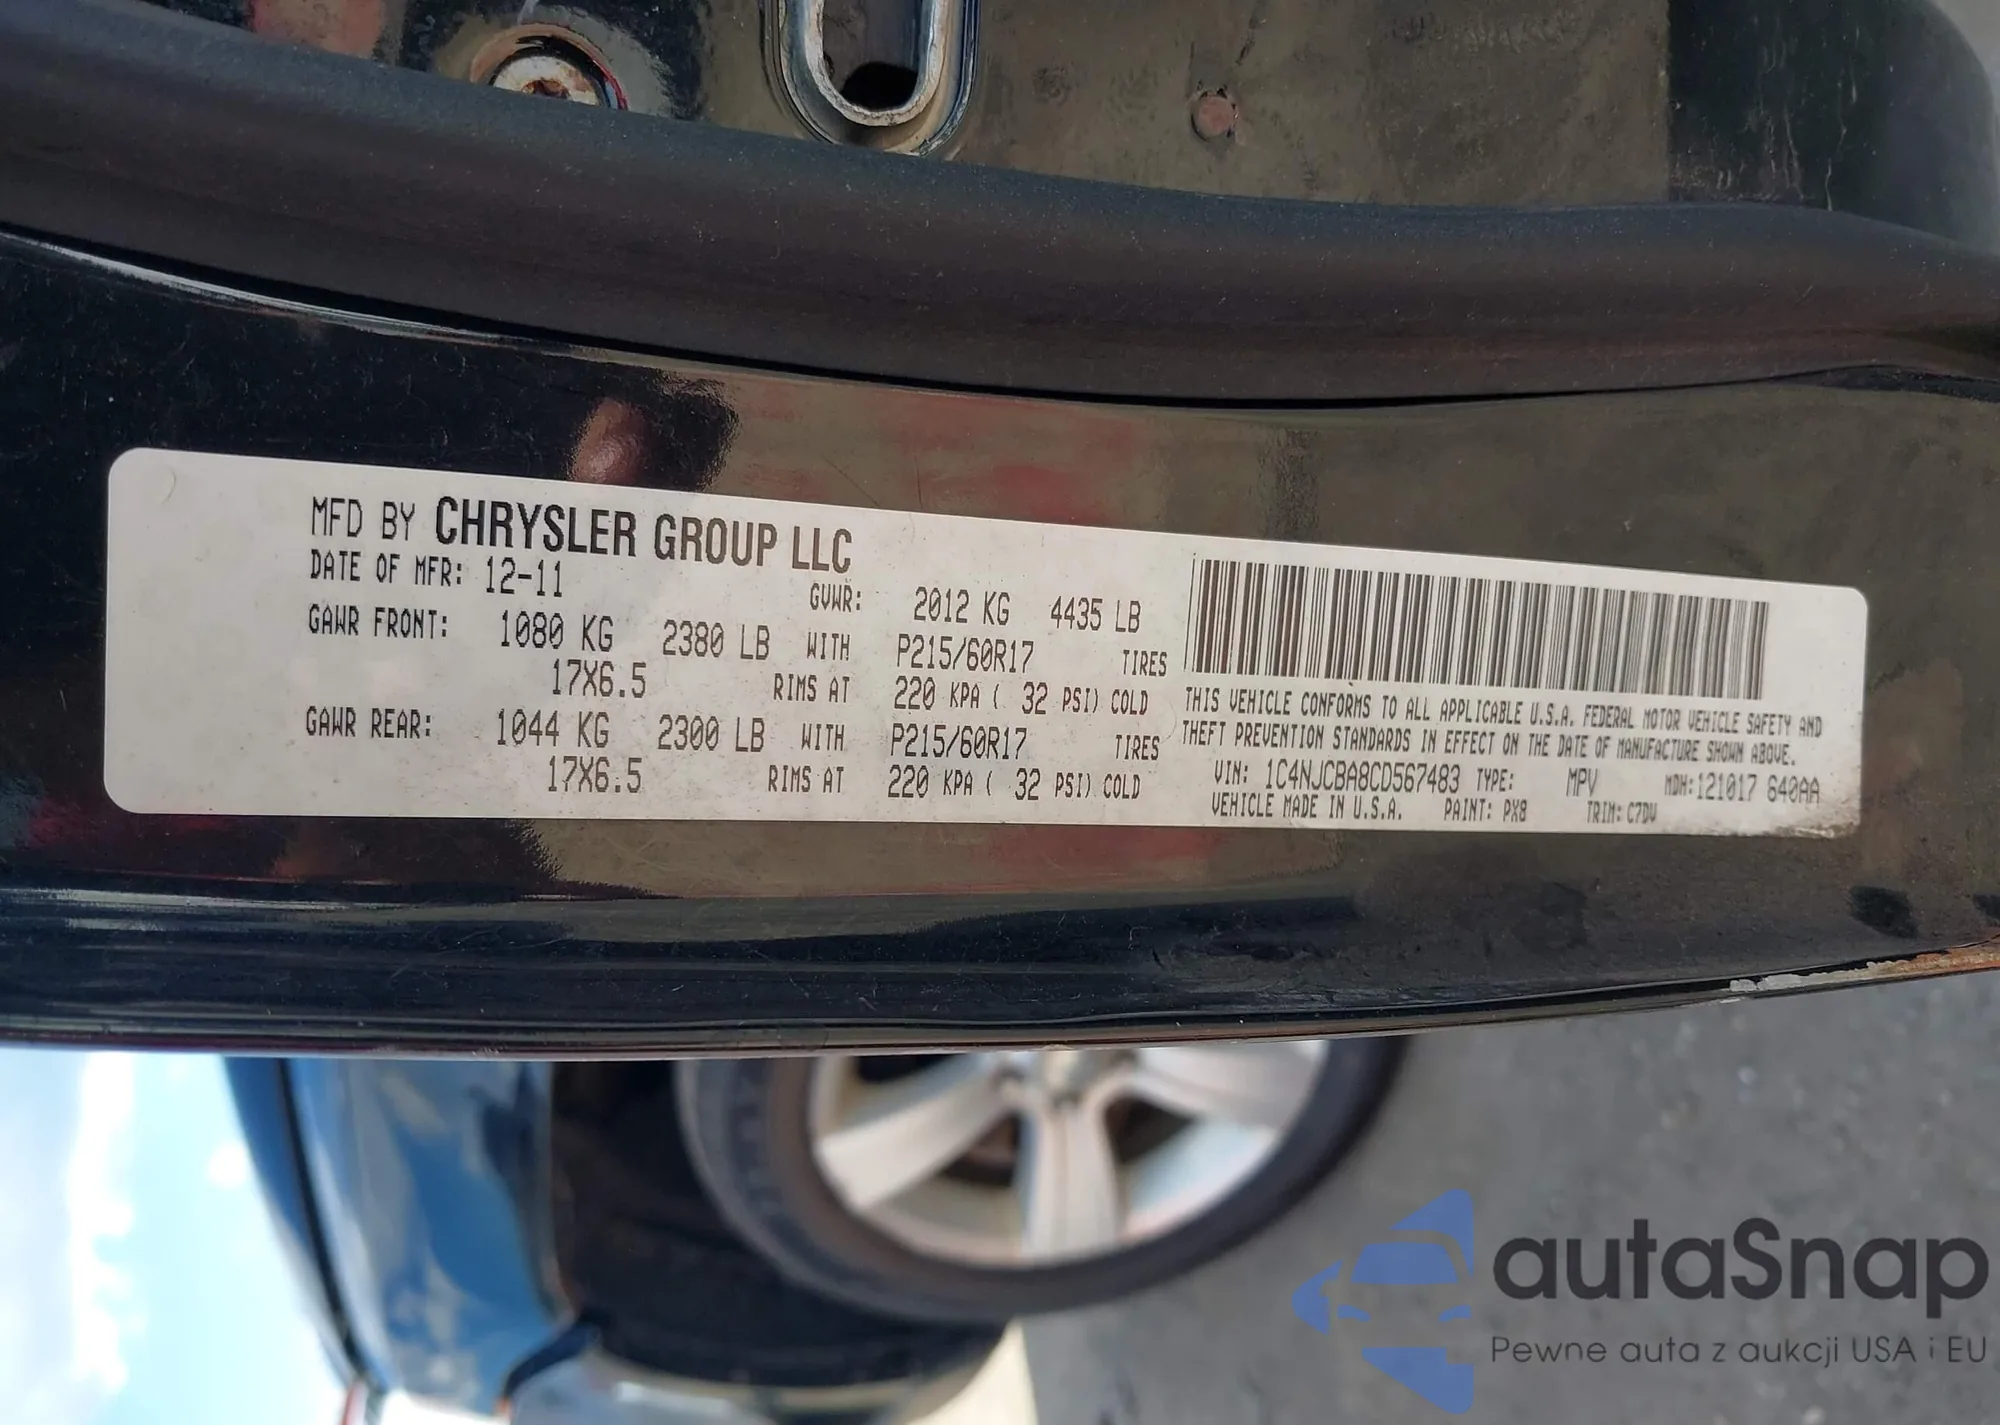 MFD BY CHRYSLER GROUP LLC
DATE OF MFR: 12-11 GVWR: 2012 KG 4435 LB
GAWR FRONT: 1080 KG 2380 LB WITH P215/60R17 TIRES
17X6.5 RIMS AT 220 KPA ( 32 PSI) COLD
GAWR REAR: 1044 KG 2300 LB WITH P215/60R17 TIRES
17X6.5 RIMS AT 220 KPA ( 32 PSI) COLD
THIS VEHICLE CONFORMS TO ALL APPLICABLE U.S.A. FEDERAL MOTOR VEHICLE SAFETY AND
THEFT PREVENTION STANDARDS IN EFFECT ON THE DATE OF MANUFACTURE SHOWN ABOVE.
VIN: 1C4NJCBA8CD567483 TYPE: MPV MDH: 121017 640AA
VEHICLE MADE IN U.S.A. PAINT: PX8 TRIM: C7DV
autaSnap
Pewne auta z aukcji USA i EU